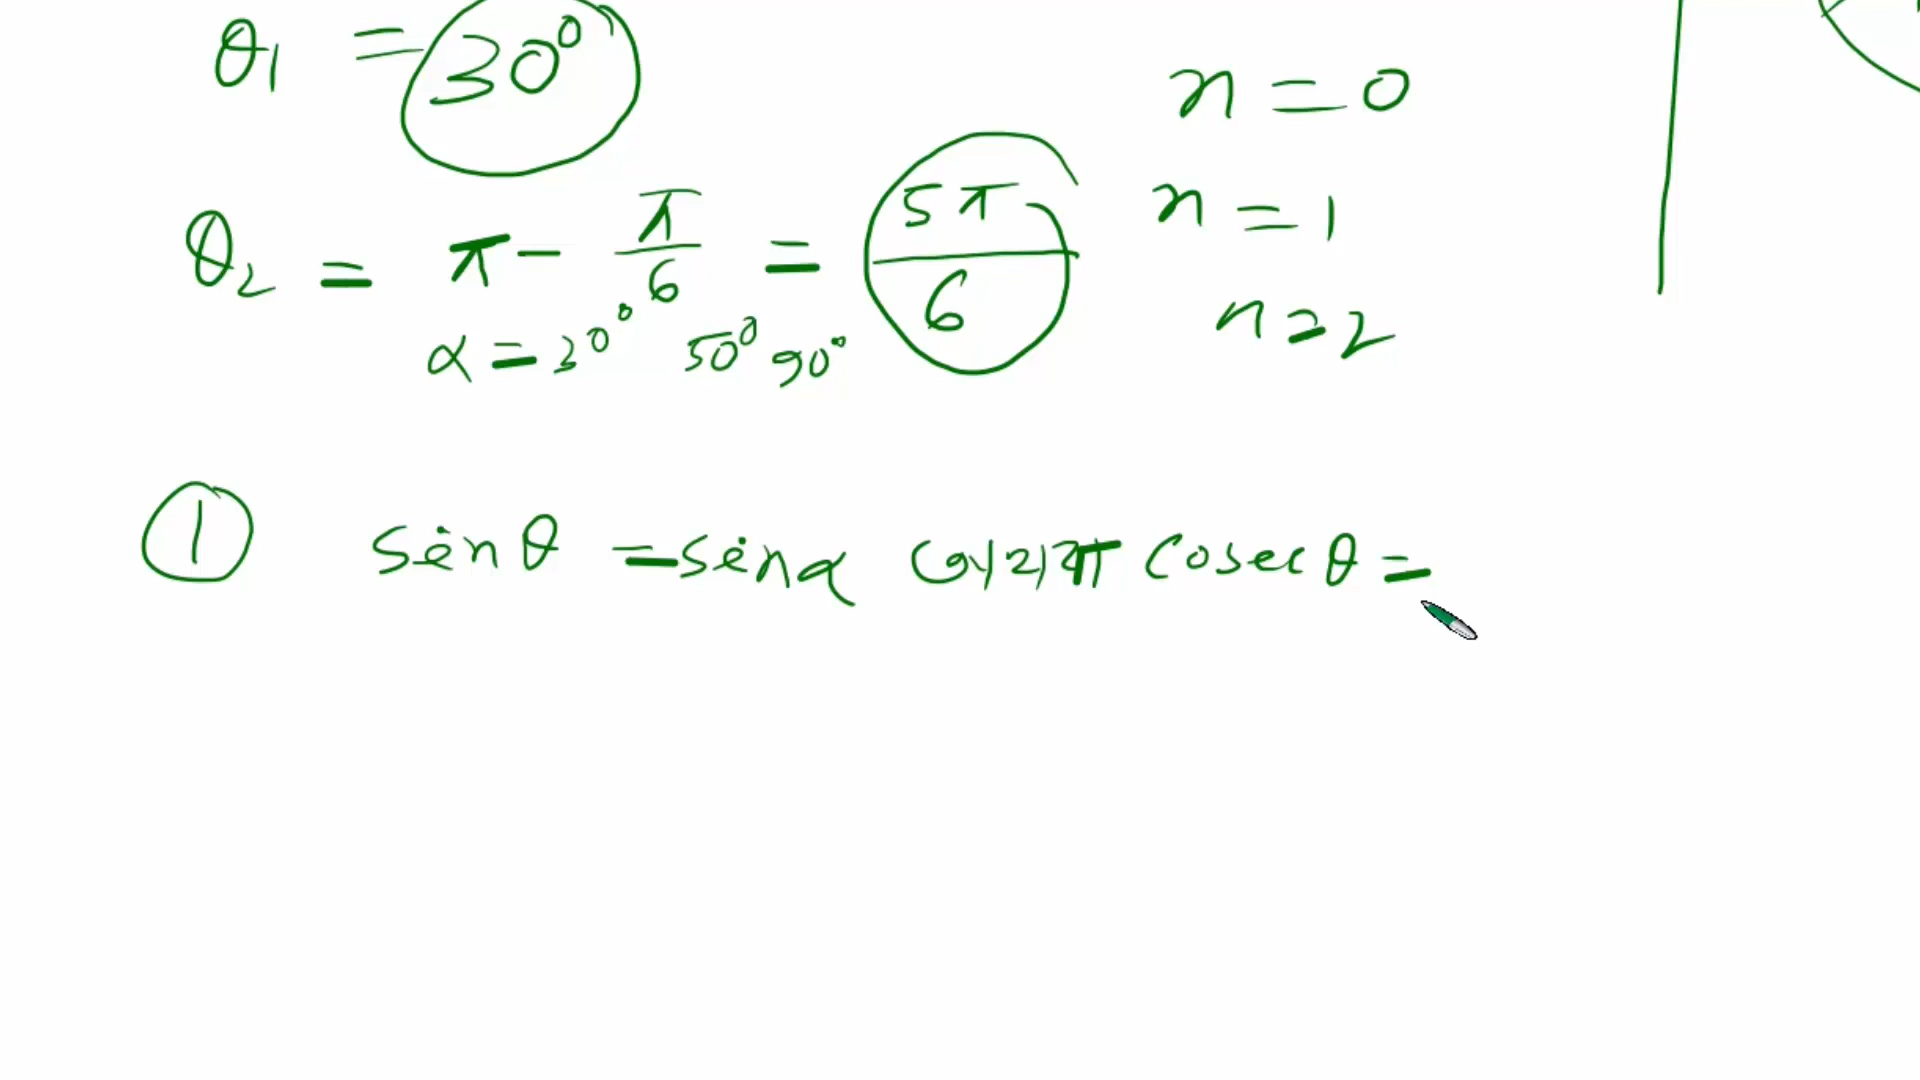 θ1 = 30°
n = 0
θ2 = π - π/6 = 5π/6
n = 1
α = 30° 50° 90°
n = 2
① sin θ = sin α cosec θ =